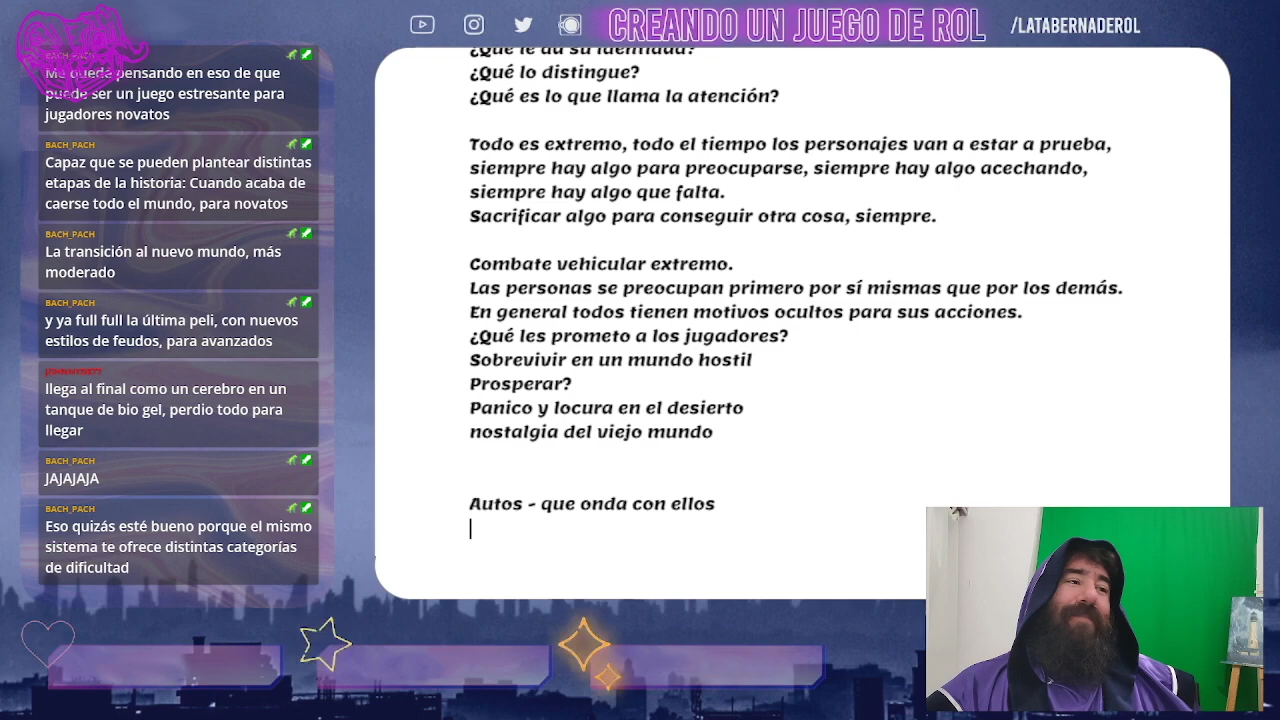 CREANDO UN JUEGO DE ROL
/LATABERNADEROL
BACH_PACH
Me quedé pensando en eso de que
puede ser un juego estresante para
jugadores novatos
BACH_PACH
Capaz que se pueden plantear distintas
etapas de la historia: Cuando acaba de
caerse todo el mundo, para novatos
BACH_PACH
La transición al nuevo mundo, más
moderado
BACH_PACH
y ya full full la última peli, con nuevos
estilos de feudos, para avanzados
llega al final como un cerebro en un
tanque de bio gel, perdio todo para
llegar
BACH_PACH
JAJAJAJA
BACH_PACH
Eso quizás esté bueno porque el mismo
sistema te ofrece distintas categorías
de dificultad
¿Qué le da su identidad?
¿Qué lo distingue?
¿Qué es lo que llama la atención?
Todo es extremo, todo el tiempo los personajes van a estar a prueba,
siempre hay algo para preocuparse, siempre hay algo acechando,
siempre hay algo que falta.
Sacrificar algo para conseguir otra cosa, siempre.
Combate vehicular extremo.
Las personas se preocupan primero por sí mismas que por los demás.
En general todos tienen motivos ocultos para sus acciones.
¿Qué les prometo a los jugadores?
Sobrevivir en un mundo hostil
Prosperar?
Panico y locura en el desierto
nostalgia del viejo mundo
Autos - que onda con ellos